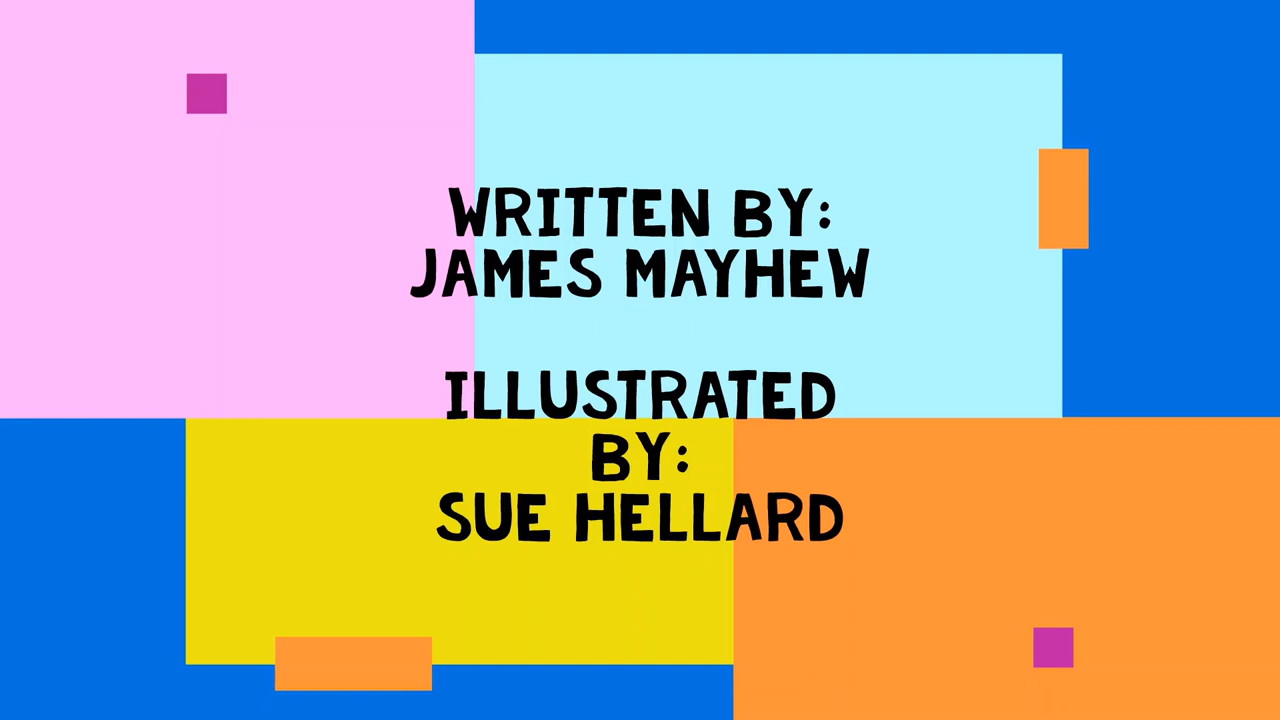 WRITTEN BY:
JAMES MAYHEW
ILLUSTRATED
BY:
SUE HELLARD